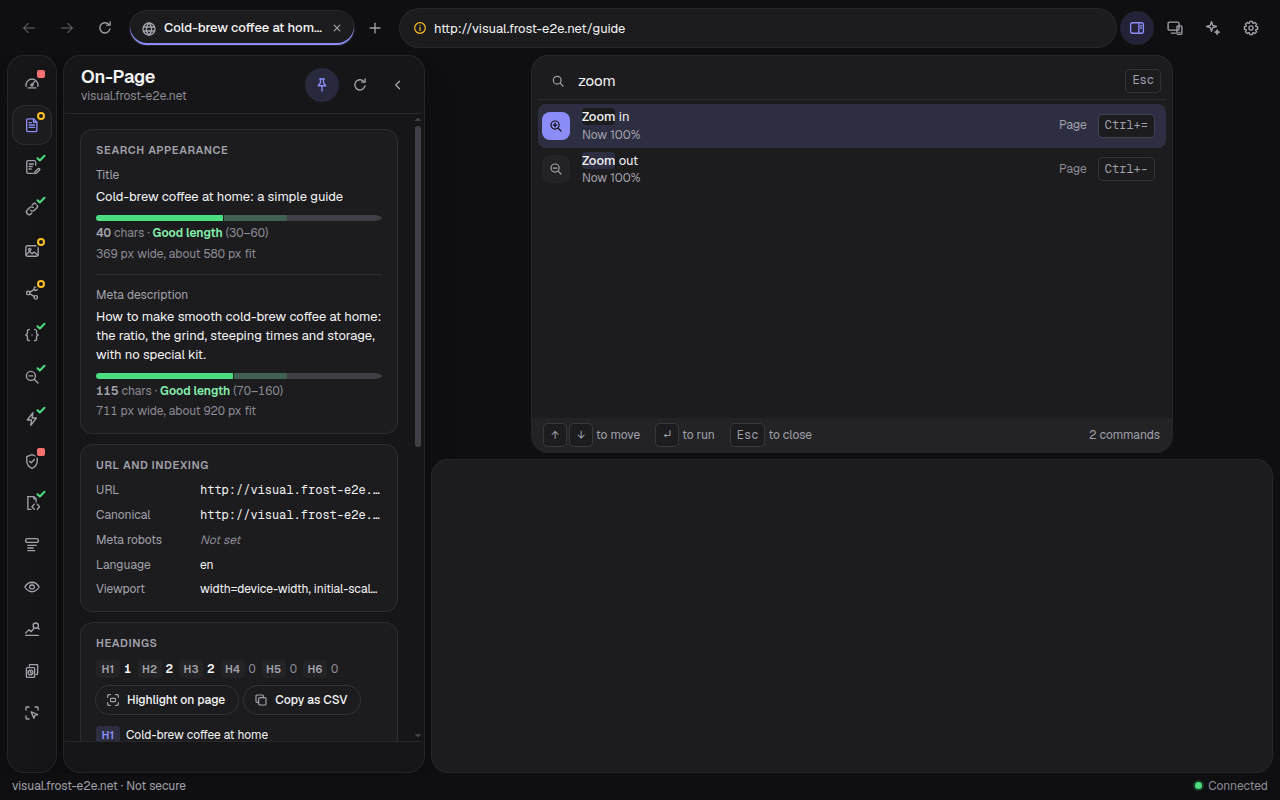 Cold-brew coffee at hom…
http://visual.frost-e2e.net/guide
On-Page
visual.frost-e2e.net
SEARCH APPEARANCE
Title
Cold-brew coffee at home: a simple guide
40 chars · Good length (30–60)
369 px wide, about 580 px fit
Meta description
How to make smooth cold-brew coffee at home:
the ratio, the grind, steeping times and storage,
with no special kit.
115 chars · Good length (70–160)
711 px wide, about 920 px fit
URL AND INDEXING
URL http://visual.frost-e2e.…
Canonical http://visual.frost-e2e.…
Meta robots Not set
Language en
Viewport width=device-width, initial-scal…
HEADINGS
H1 1 H2 2 H3 2 H4 0 H5 0 H6 0
Highlight on page Copy as CSV
H1 Cold-brew coffee at home
zoom Esc
Zoom in
Now 100%
Page Ctrl+=
Zoom out
Now 100%
Page Ctrl+-
↑ ↓ to move ↵ to run Esc to close 2 commands
visual.frost-e2e.net · Not secure
Connected